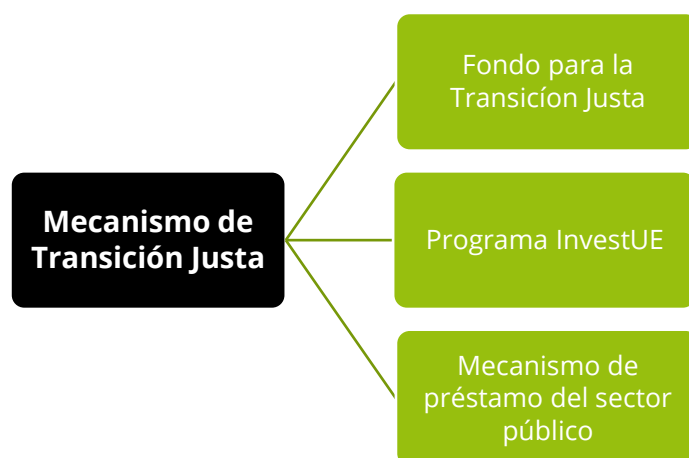 Mecanismo de
Transición Justa
Fondo para la
Transicíon Justa
Programa InvestUE
Mecanismo de
préstamo del sector
público